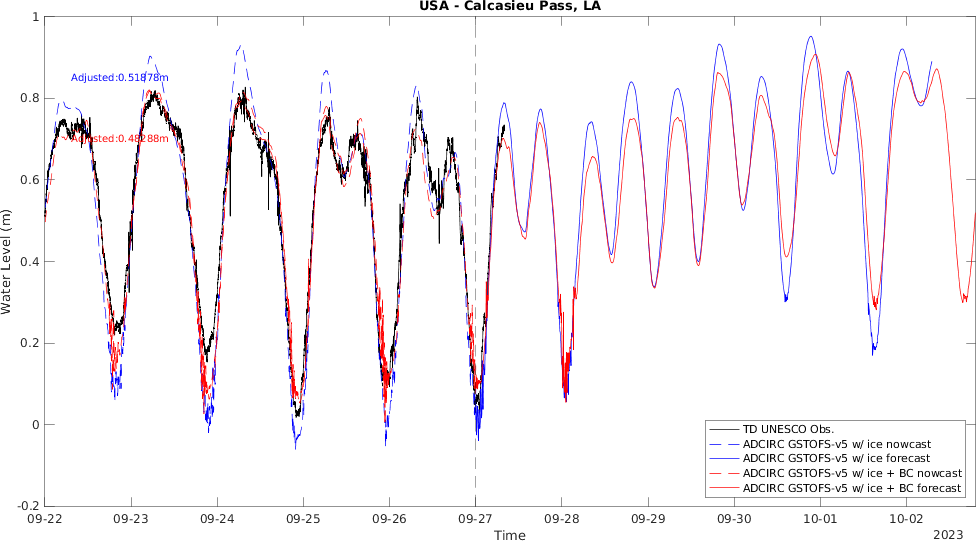 USA - Calcasieu Pass, LA
1
0.8
0.6
0.4
0.2
0
-0.2
Water Level (m)
Adjusted:0.51878m
Adjusted:0.48288m
TD UNESCO Obs.
ADCIRC GSTOFS-v5 w/ ice nowcast
ADCIRC GSTOFS-v5 w/ ice forecast
ADCIRC GSTOFS-v5 w/ ice + BC nowcast
ADCIRC GSTOFS-v5 w/ ice + BC forecast
09-22 09-23 09-24 09-25 09-26 09-27 09-28 09-29 09-30 10-01 10-02
Time
2023